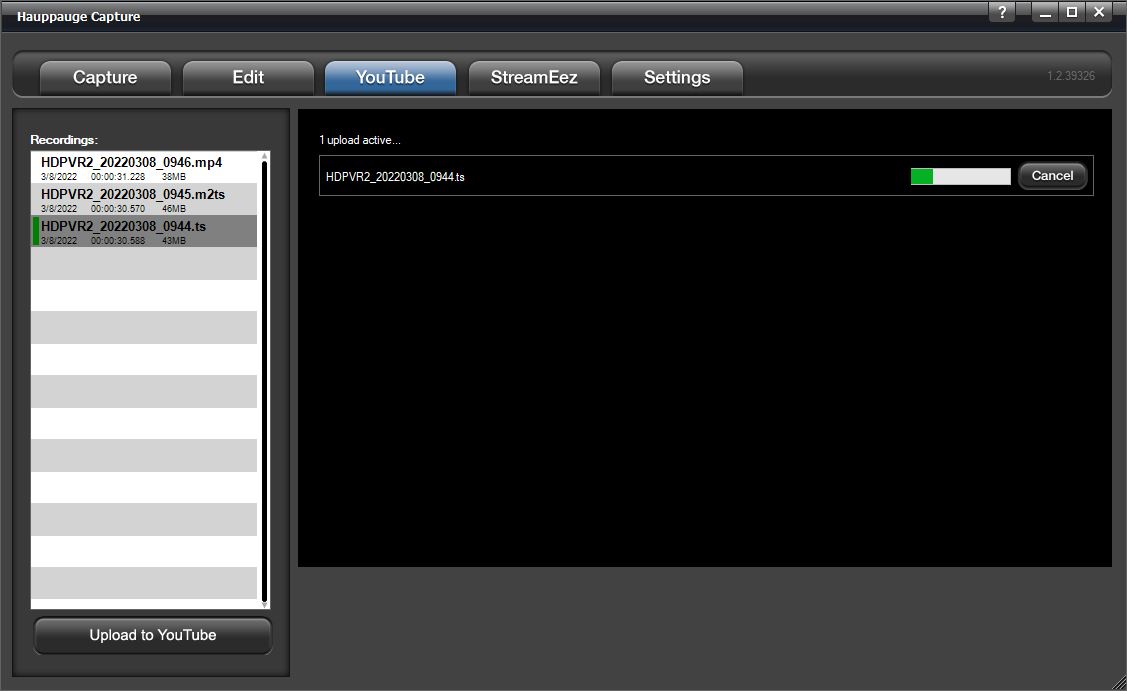 Hauppauge Capture
?
Capture Edit YouTube StreamEez Settings 1.2.39326
Recordings:
HDPVR2_20220308_0946.mp4
3/8/2022 00:00:31.228 38MB
HDPVR2_20220308_0945.m2ts
3/8/2022 00:00:30.570 46MB
HDPVR2_20220308_0944.ts
3/8/2022 00:00:30.588 43MB
Upload to YouTube
1 upload active...
HDPVR2_20220308_0944.ts Cancel